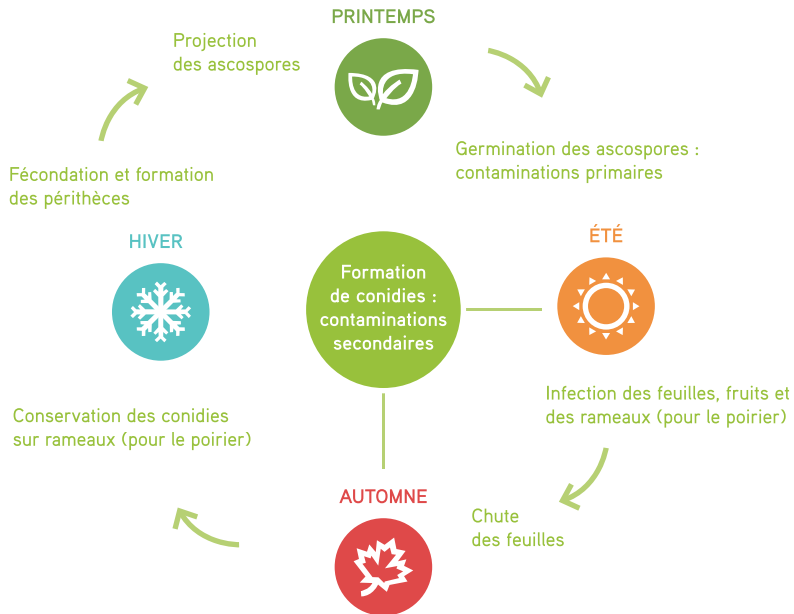 PRINTEMPS
Projection
des ascospores
Germination des ascospores :
contaminations primaires
Fécondation et formation
des périthèces
HIVER
ÉTÉ
Formation
de conidies :
contaminations
secondaires
Infection des feuilles, fruits et
des rameaux (pour le poirier)
Conservation des conidies
sur rameaux (pour le poirier)
AUTOMNE
Chute
des feuilles